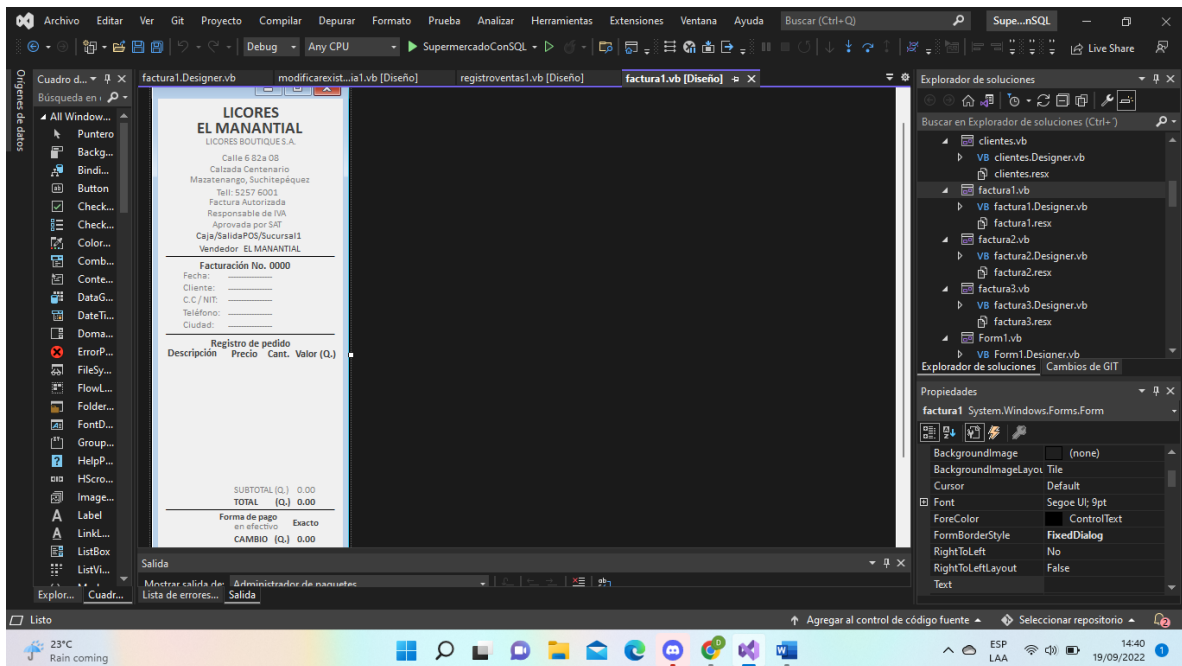 Archivo Editar Ver Git Proyecto Compilar Depurar Formato Prueba Analizar Herramientas Extensiones Ventana Ayuda Buscar (Ctrl+Q) Supe...nSQL
Debug Any CPU SupermercadoConSQL Live Share
Orígenes de datos
Cuadro d...
Búsqueda en
All Window...
Puntero
Backg...
Bindi...
Button
Check...
Check...
Color...
Comb...
Conte...
DataG...
DateTi...
Doma...
ErrorP...
FileSy...
FlowL...
Folder...
FontD...
Group...
HelpP...
HScro...
Image...
Label
LinkL...
ListBox
ListVi...
Explor... Cuadr...
factura1.Designer.vb modificarexist...ia1.vb [Diseño] registroventas1.vb [Diseño] factura1.vb [Diseño]
LICORES
EL MANANTIAL
LICORES BOUTIQUE S.A.
Calle 6 82a 08
Calzada Centenario
Mazatenango, Suchitepéquez
Tell: 5257 6001
Factura Autorizada
Responsable de IVA
Aprovada por SAT
Caja/SalidaPOS/Sucursal1
Vendedor EL MANANTIAL
Facturación No. 0000
Fecha:
Cliente:
C.C / NIT:
Teléfono:
Ciudad:
Registro de pedido
Descripción Precio Cant. Valor (Q.)
SUBTOTAL (Q.) 0.00
TOTAL (Q.) 0.00
Forma de pago
en efectivo Exacto
CAMBIO (Q.) 0.00
Salida
Mostrar salida de: Administrador de paquetes
Lista de errores... Salida
Explorador de soluciones
Buscar en Explorador de soluciones (Ctrl+´)
clientes.vb
VB clientes.Designer.vb
clientes.resx
factura1.vb
VB factura1.Designer.vb
factura1.resx
factura2.vb
VB factura2.Designer.vb
factura2.resx
factura3.vb
VB factura3.Designer.vb
factura3.resx
Form1.vb
VB Form1.Designer.vb
Explorador de soluciones Cambios de GIT
Propiedades
factura1 System.Windows.Forms.Form
BackgroundImage (none)
BackgroundImageLayou Tile
Cursor Default
Font Segoe UI; 9pt
ForeColor ControlText
FormBorderStyle FixedDialog
RightToLeft No
RightToLeftLayout False
Text
Listo Agregar al control de código fuente Seleccionar repositorio 2
23°C
Rain coming
ESP
LAA
14:40
19/09/2022
1